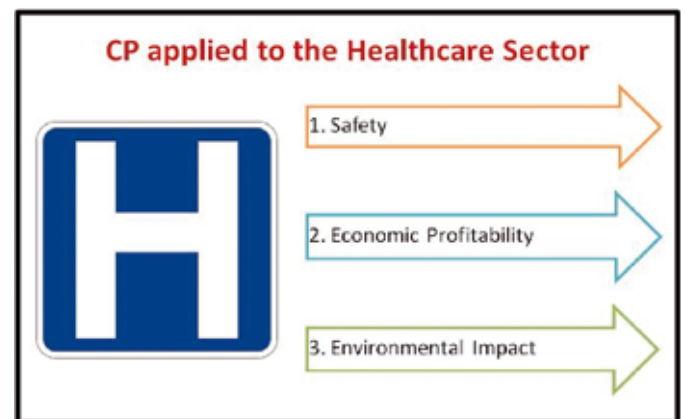 CP applied to the Healthcare Sector
H
1. Safety
2. Economic Profitability
3. Environmental Impact